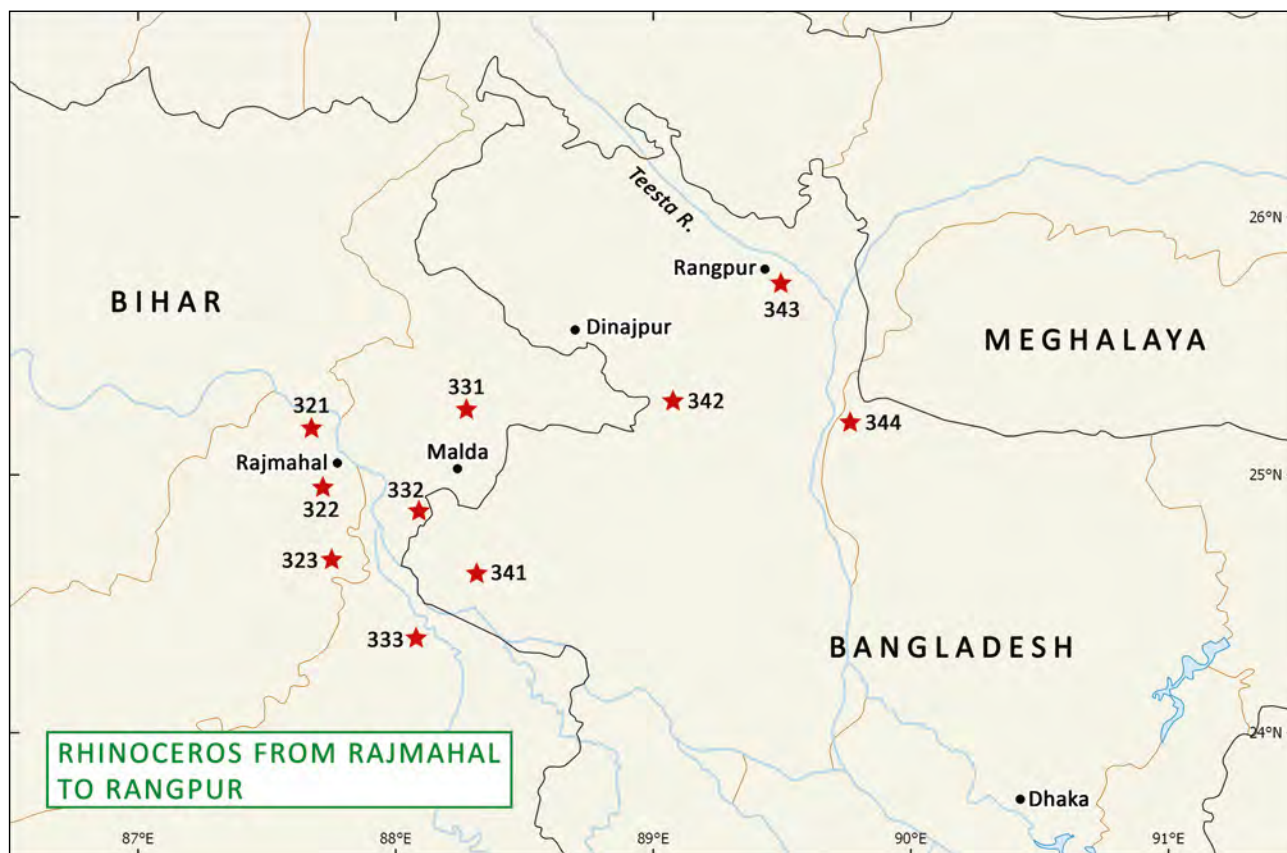 Teesta R.
26°N
Rangpur
343
BIHAR
Dinajpur
MEGHALAYA
331
342
321
344
Malda
Rajmahal
25°N
332
322
323
341
333
BANGLADESH
24°N
RHINOCEROS FROM RAJMAHAL
TO RANGPUR
Dhaka
87°E
88°E
89°E
90°E
91°E